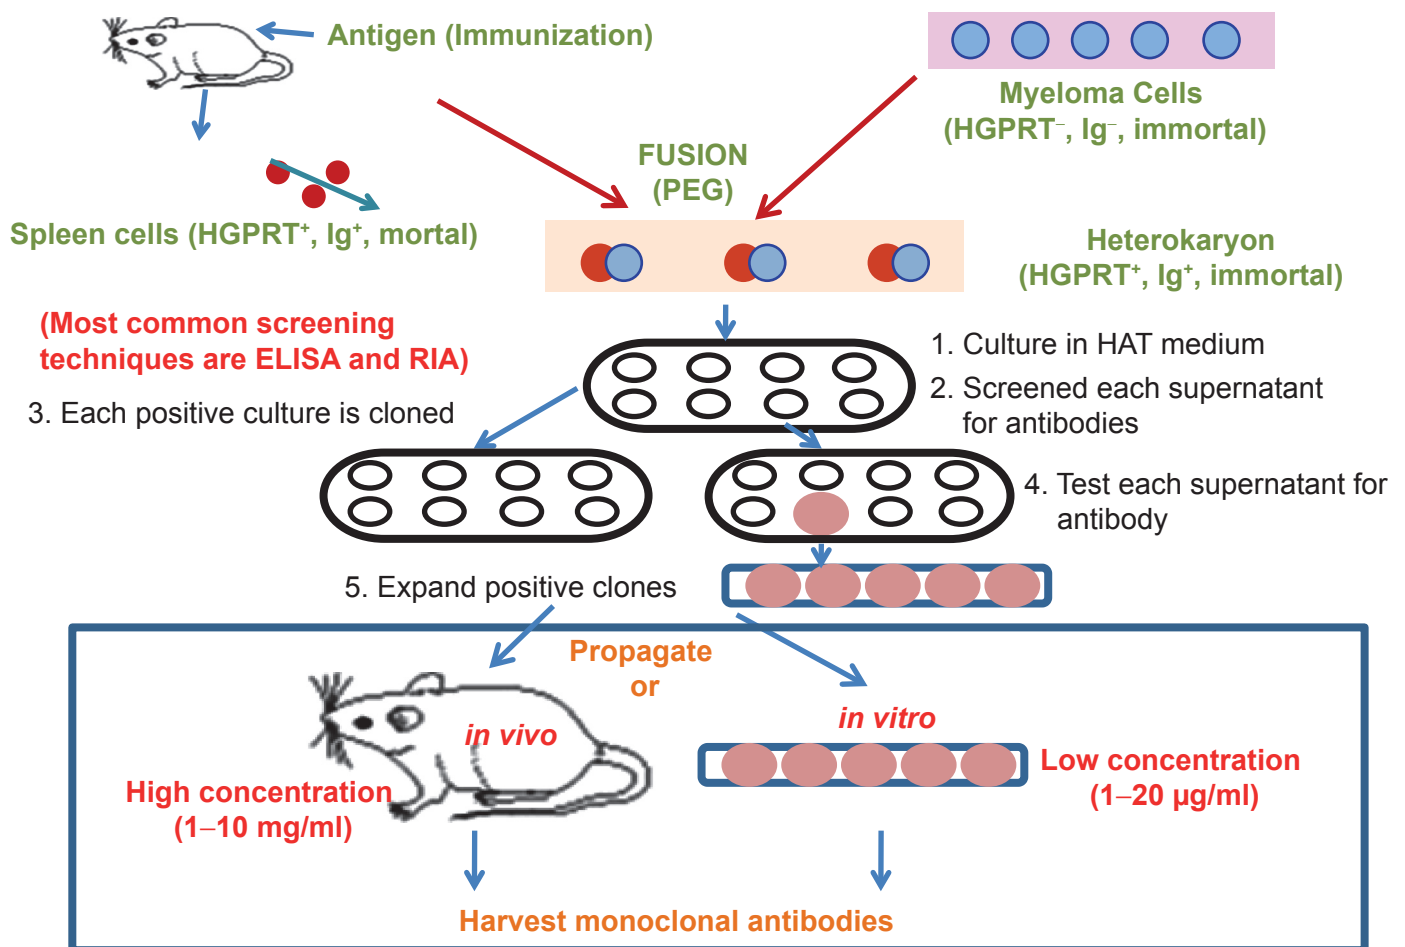 Antigen (Immunization)
Myeloma Cells
(HGPRT⁻, Ig⁻, immortal)
FUSION
(PEG)
Spleen cells (HGPRT⁺, Ig⁺, mortal)
Heterokaryon
(HGPRT⁺, Ig⁺, immortal)
(Most common screening
techniques are ELISA and RIA)
1. Culture in HAT medium
2. Screened each supernatant
for antibodies
3. Each positive culture is cloned
4. Test each supernatant for
antibody
5. Expand positive clones
Propagate
or
in vivo
in vitro
High concentration
(1–10 mg/ml)
Low concentration
(1–20 µg/ml)
Harvest monoclonal antibodies